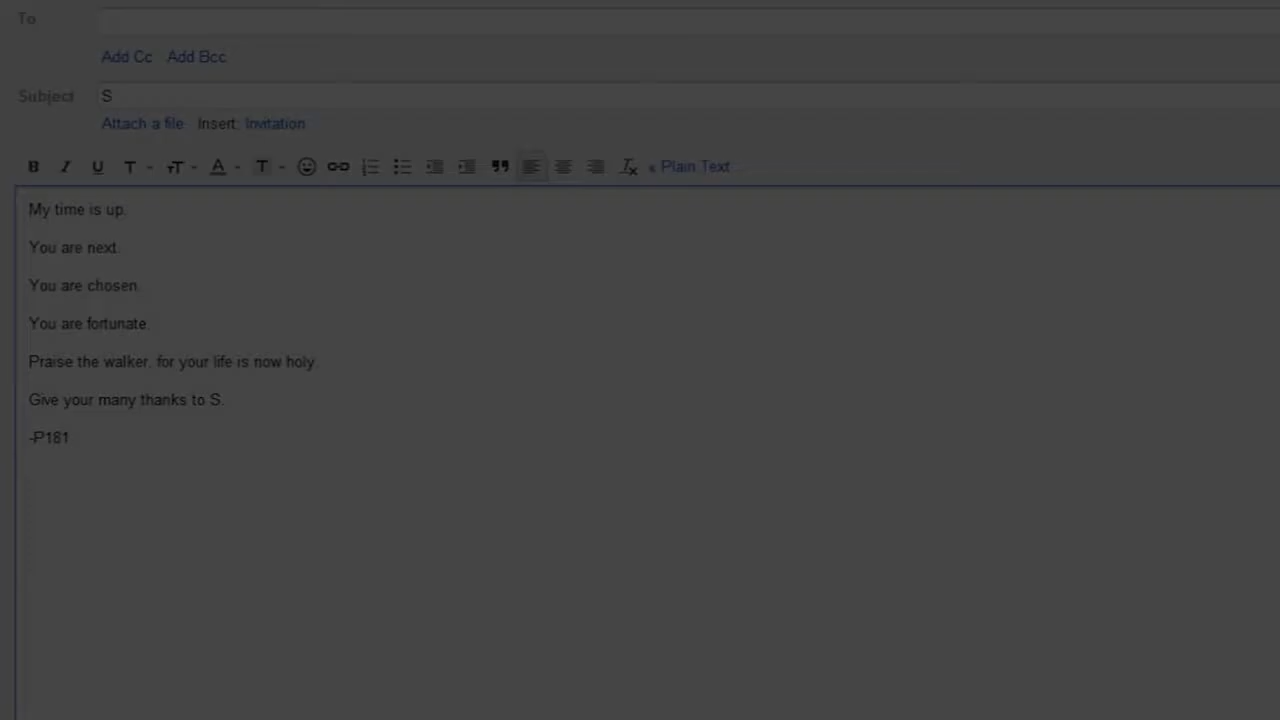 To
Add Cc Add Bcc
Subject S
Attach a file Insert: Invitation
B I U T T A T « Plain Text
My time is up.
You are next.
You are chosen.
You are fortunate.
Praise the walker, for your life is now holy.
Give your many thanks to S.
-P181